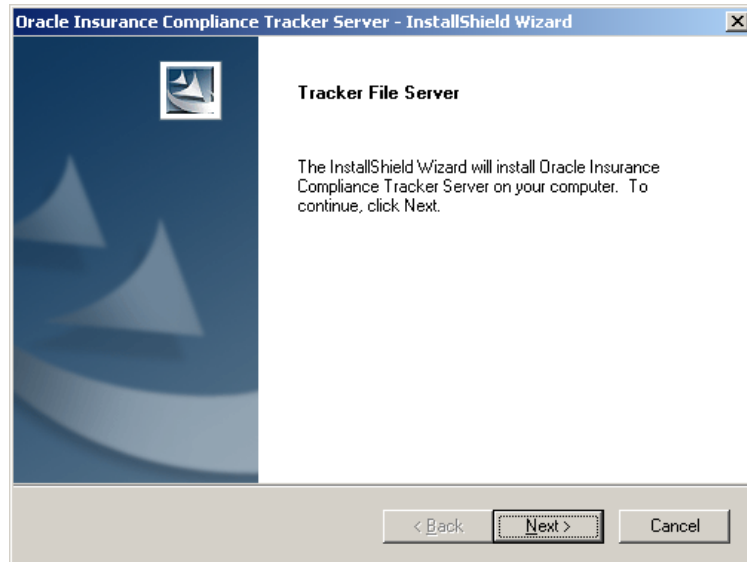 Oracle Insurance Compliance Tracker Server - InstallShield Wizard
Tracker File Server
The InstallShield Wizard will install Oracle Insurance
Compliance Tracker Server on your computer. To
continue, click Next.
< Back
Next >
Cancel